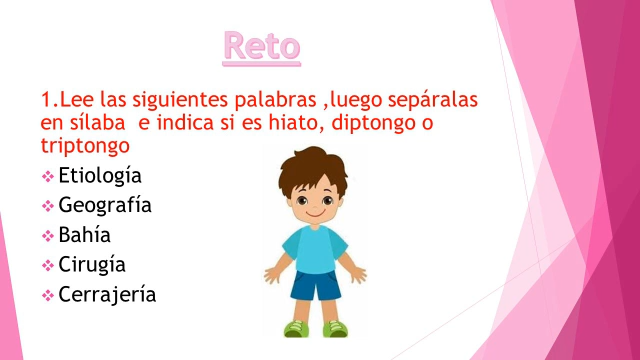 Reto
1.Lee las siguientes palabras ,luego sepáralas
en sílaba e indica si es hiato, diptongo o
triptongo
❖ Etiología
❖ Geografía
❖ Bahía
❖ Cirugía
❖ Cerrajería